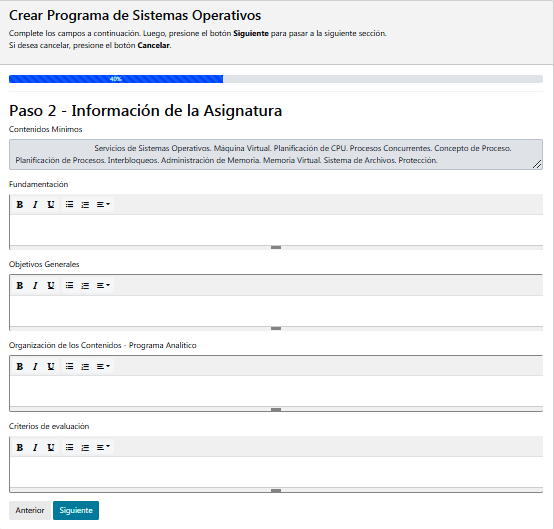 Crear Programa de Sistemas Operativos
Complete los campos a continuación. Luego, presione el botón Siguiente para pasar a la siguiente sección.
Si desea cancelar, presione el botón Cancelar.
40%
Paso 2 - Información de la Asignatura
Contenidos Mínimos
Servicios de Sistemas Operativos. Máquina Virtual. Planificación de CPU. Procesos Concurrentes. Concepto de Proceso.
Planificación de Procesos. Interbloqueos. Administración de Memoria. Memoria Virtual. Sistema de Archivos. Protección.
Fundamentación
B I U
Objetivos Generales
B I U
Organización de los Contenidos - Programa Analítico
B I U
Criterios de evaluación
B I U
Anterior Siguiente